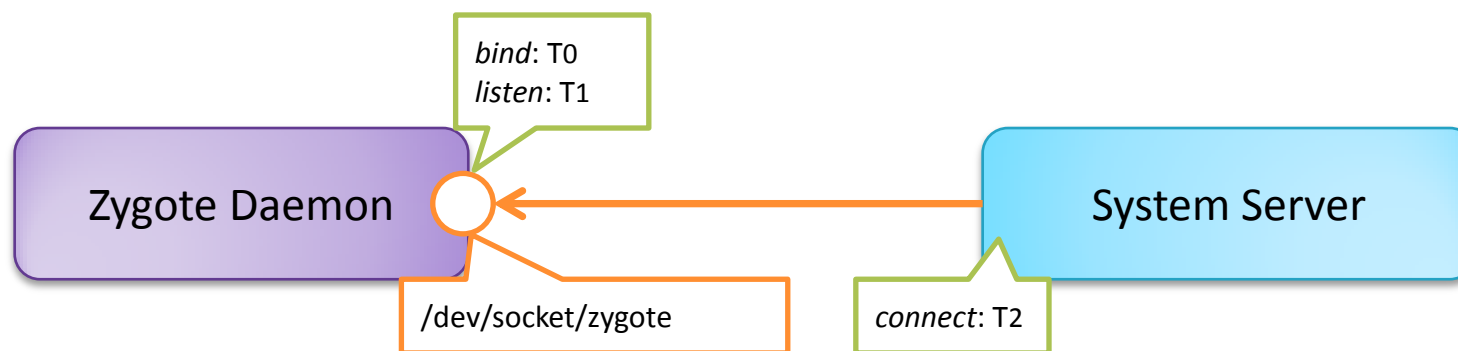 bind: T0
listen: T1
Zygote Daemon
System Server
/dev/socket/zygote
connect: T2